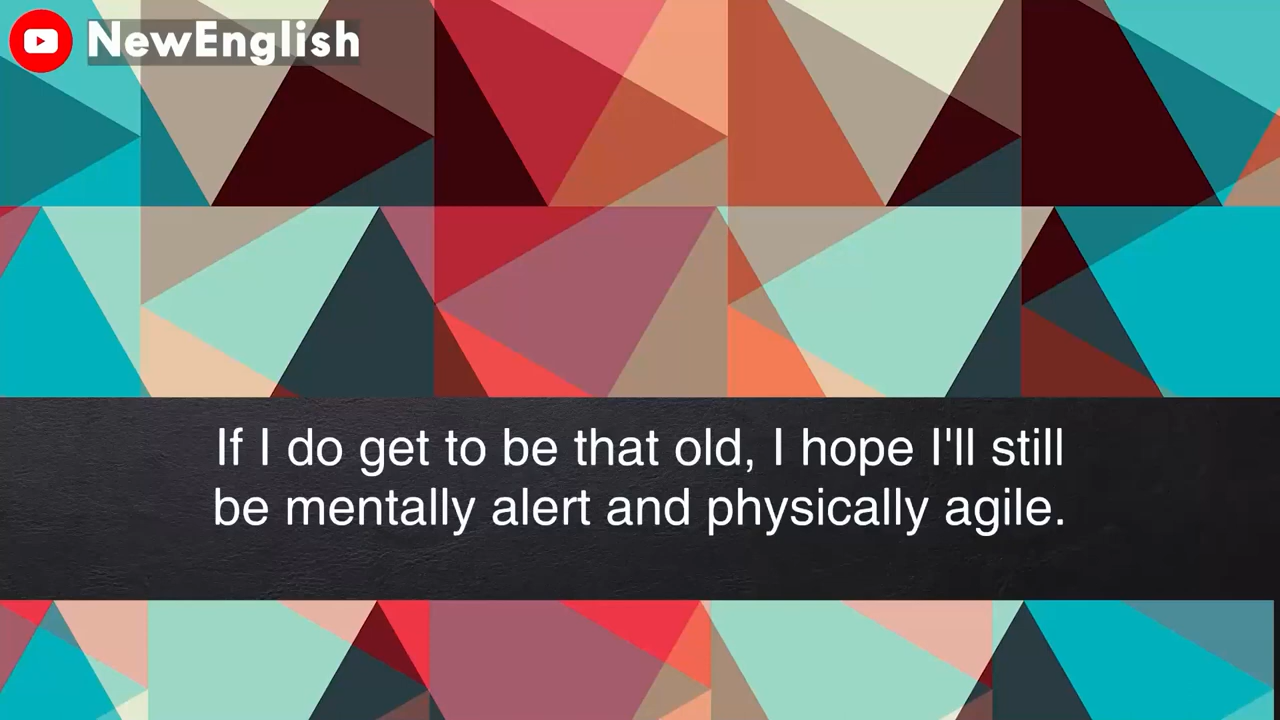 NewEnglish
If I do get to be that old, I hope I'll still
be mentally alert and physically agile.